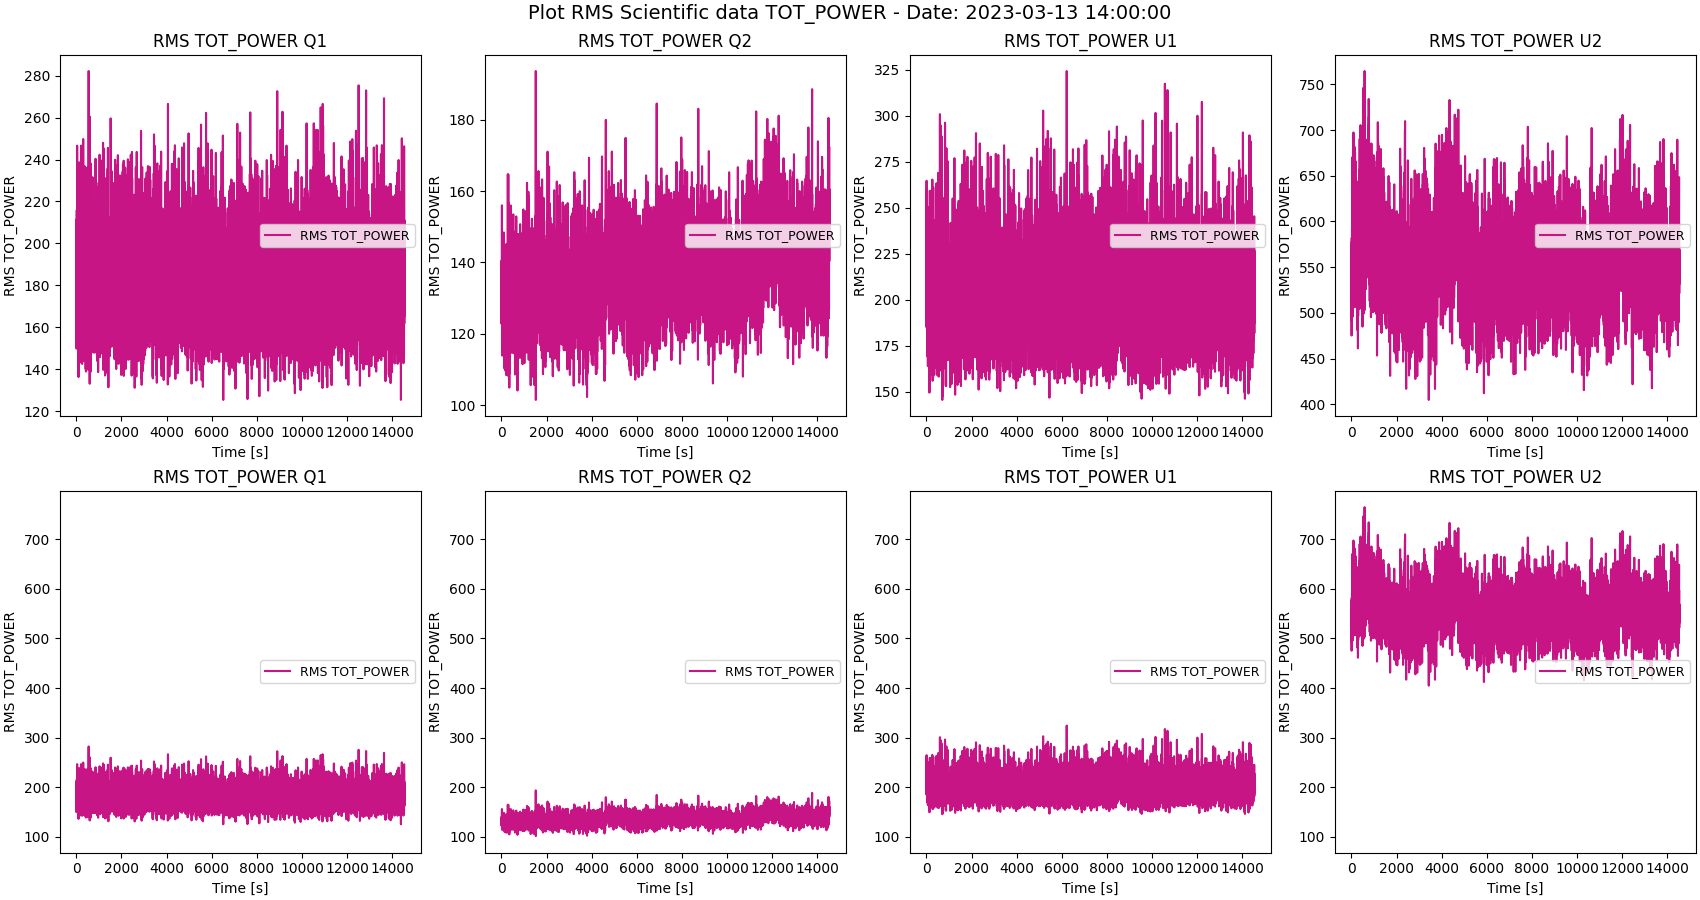 Plot RMS Scientific data TOT_POWER - Date: 2023-03-13 14:00:00
RMS TOT_POWER Q1
RMS TOT_POWER
280
260
240
220
200
180
160
140
120
RMS TOT_POWER
0 2000 4000 6000 8000 10000 12000 14000
Time [s]
RMS TOT_POWER Q2
RMS TOT_POWER
180
160
140
120
100
RMS TOT_POWER
0 2000 4000 6000 8000 10000 12000 14000
Time [s]
RMS TOT_POWER U1
RMS TOT_POWER
325
300
275
250
225
200
175
150
RMS TOT_POWER
0 2000 4000 6000 8000 10000 12000 14000
Time [s]
RMS TOT_POWER U2
RMS TOT_POWER
750
700
650
600
550
500
450
400
RMS TOT_POWER
0 2000 4000 6000 8000 10000 12000 14000
Time [s]
RMS TOT_POWER Q1
RMS TOT_POWER
700
600
500
400
300
200
100
RMS TOT_POWER
0 2000 4000 6000 8000 10000 12000 14000
Time [s]
RMS TOT_POWER Q2
RMS TOT_POWER
700
600
500
400
300
200
100
RMS TOT_POWER
0 2000 4000 6000 8000 10000 12000 14000
Time [s]
RMS TOT_POWER U1
RMS TOT_POWER
700
600
500
400
300
200
100
RMS TOT_POWER
0 2000 4000 6000 8000 10000 12000 14000
Time [s]
RMS TOT_POWER U2
RMS TOT_POWER
700
600
500
400
300
200
100
RMS TOT_POWER
0 2000 4000 6000 8000 10000 12000 14000
Time [s]